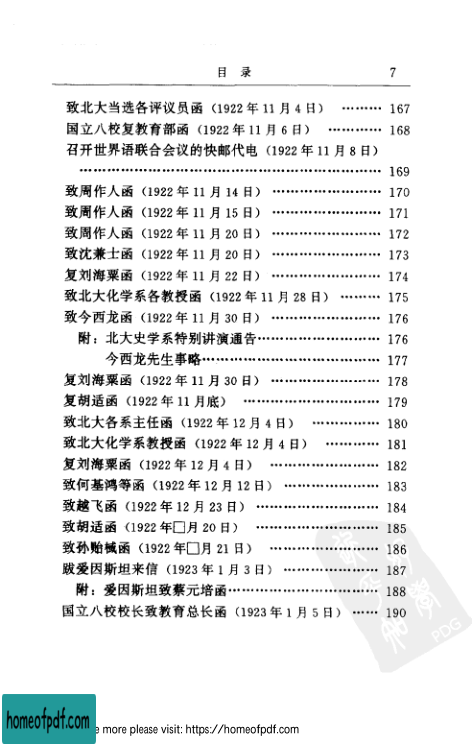 目 录 7
致北大当选各评议员函(1922 年 11 月 4 日) ……… 167
国立八校复教育部函(1922 年 11 月 6 日) ……… 168
召开世界语联合会议的快邮代电(1922 年 11 月 8 日)
……… 169
致周作人函(1922 年 11 月 14 日) ……… 170
致周作人函(1922 年 11 月 15 日) ……… 171
致周作人函(1922 年 11 月 20 日) ……… 172
致沈兼士函(1922 年 11 月 20 日) ……… 173
复刘海粟函(1922 年 11 月 22 日) ……… 174
致北大化学系各教授函(1922 年 11 月 28 日) ……… 175
致今西龙函(1922 年 11 月 30 日) ……… 176
附:北大史学系特别讲演通告……… 176
今西龙先生事略……… 177
复刘海粟函(1922 年 11 月 30 日) ……… 178
复胡适函(1922 年 11 月底) ……… 179
致北大各系主任函(1922 年 12 月 4 日) ……… 180
致北大化学系教授函(1922 年 12 月 4 日) ……… 181
复刘海粟函(1922 年 12 月 4 日) ……… 182
致何基鸿等函(1922 年 12 月 12 日) ……… 183
致越飞函(1922 年 12 月 23 日) ……… 184
致胡适函(1922 年□月 20 日) ……… 185
致孙贻棫函(1922 年□月 21 日) ……… 186
跋爱因斯坦来信(1923 年 1 月 3 日) ……… 187
附:爱因斯坦致蔡元培函……… 188
国立八校校长致教育总长函(1923 年 1 月 5 日) …… 190
PDG
homeofpdf.com
e more please visit: https://homeofpdf.com